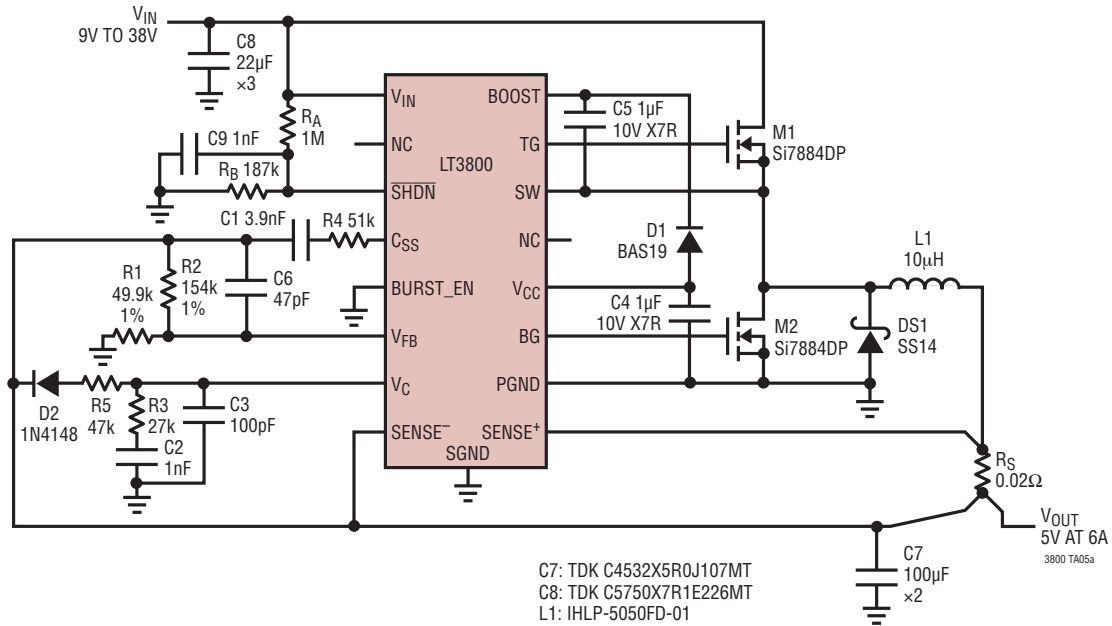 VIN
9V TO 38V
C8
22µF
×3
RA
1M
C9 1nF
RB 187k
C1 3.9nF
R4 51k
R1
49.9k
1%
R2
154k
1%
C6
47pF
D2
1N4148
R5
47k
R3
27k
C2
1nF
C3
100pF
LT3800
VIN
NC
SHDN
CSS
BURST_EN
VFB
VC
SENSE–
SGND
BOOST
TG
SW
NC
VCC
BG
PGND
SENSE+
C5 1µF
10V X7R
D1
BAS19
C4 1µF
10V X7R
M1
Si7884DP
M2
Si7884DP
L1
10µH
DS1
SS14
RS
0.02Ω
VOUT
5V AT 6A
3800 TA05a
C7
100µF
×2
C7: TDK C4532X5R0J107MT
C8: TDK C5750X7R1E226MT
L1: IHLP-5050FD-01